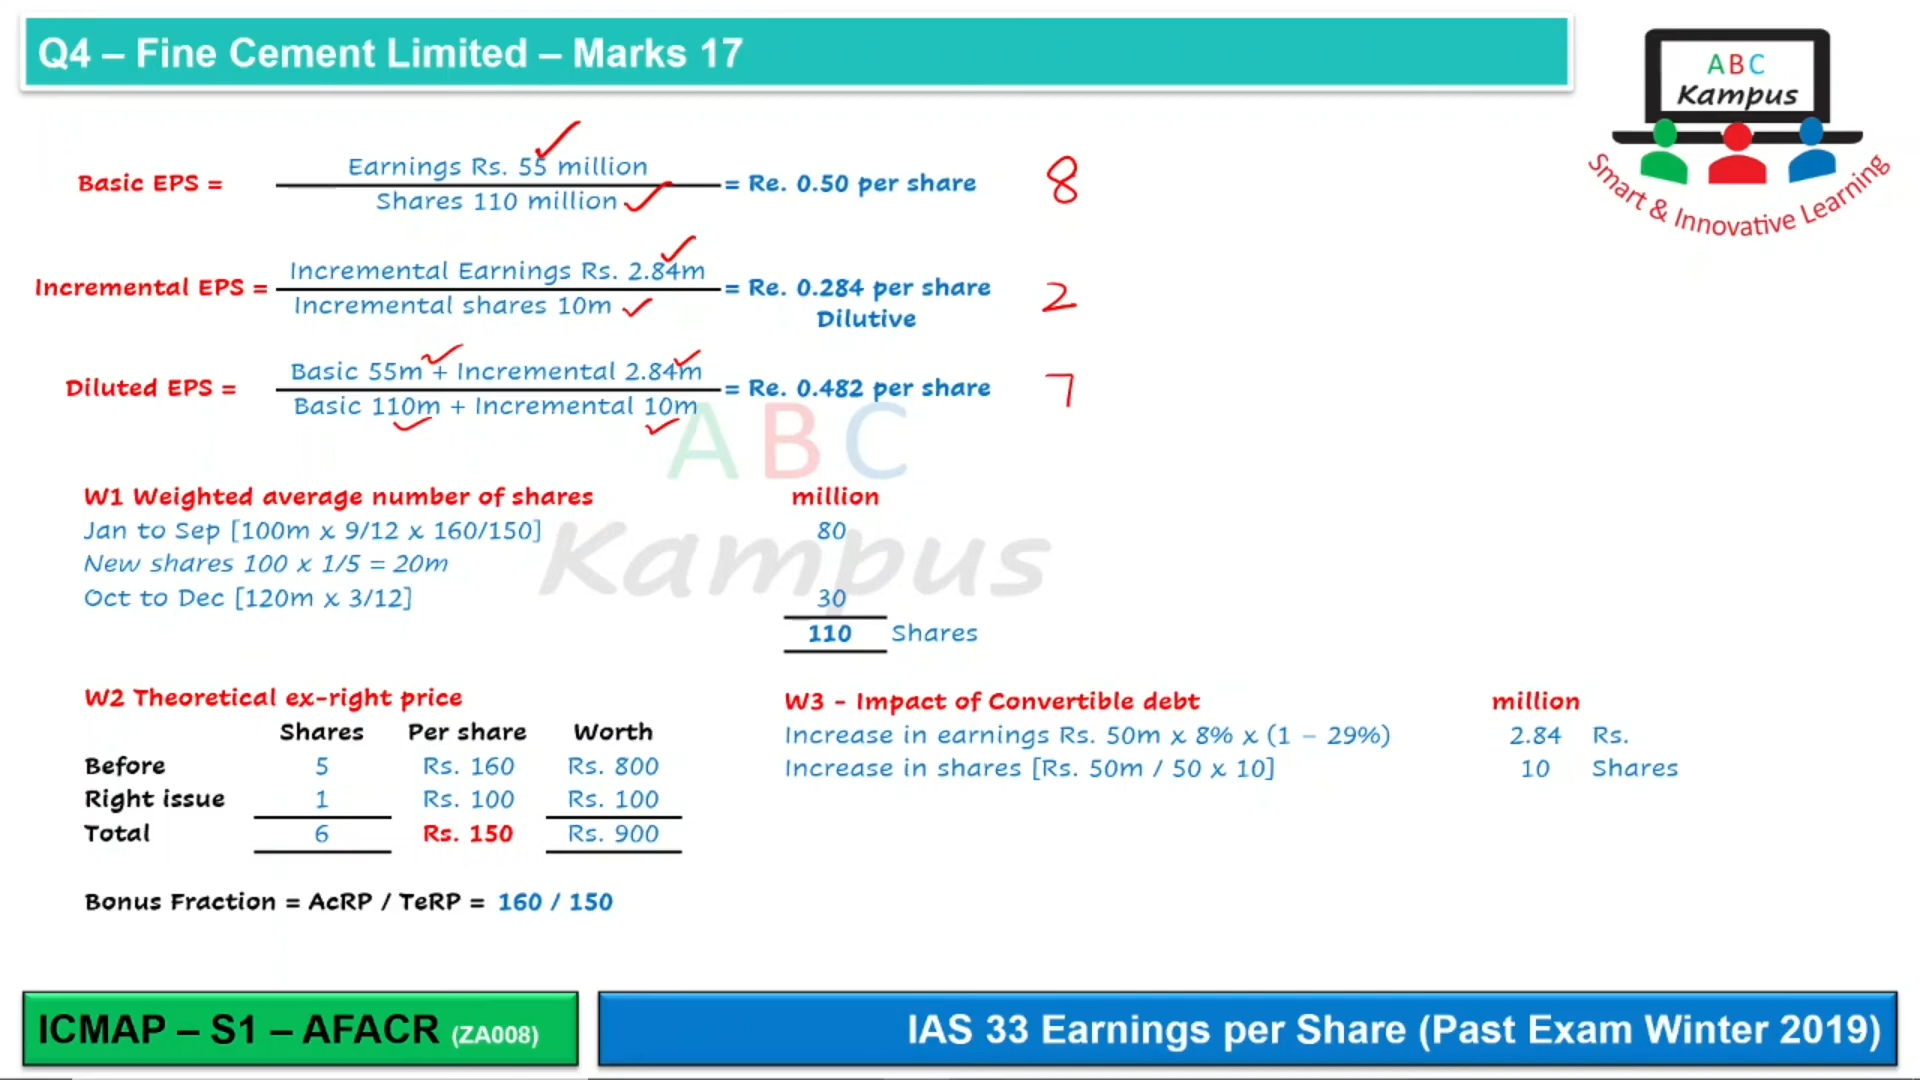 Q4 – Fine Cement Limited – Marks 17
ABC
Kampus
Smart & Innovative Learning
Earnings Rs. 55 million
Basic EPS = = Re. 0.50 per share 8
Shares 110 million
Incremental Earnings Rs. 2.84m
Incremental EPS = = Re. 0.284 per share 2
Incremental shares 10m
Dilutive
Basic 55m + Incremental 2.84m
Diluted EPS = = Re. 0.482 per share 7
Basic 110m + Incremental 10m
ABC
Kampus
W1 Weighted average number of shares million
Jan to Sep [100m x 9/12 x 160/150] 80
New shares 100 x 1/5 = 20m
Oct to Dec [120m x 3/12] 30
110 Shares
W2 Theoretical ex-right price
Shares Per share Worth
Before 5 Rs. 160 Rs. 800
Right issue 1 Rs. 100 Rs. 100
Total 6 Rs. 150 Rs. 900
Bonus Fraction = AcRP / TeRP = 160 / 150
W3 - Impact of Convertible debt million
Increase in earnings Rs. 50m x 8% x (1 – 29%) 2.84 Rs.
Increase in shares [Rs. 50m / 50 x 10] 10 Shares
ICMAP – S1 – AFACR (ZA008)
IAS 33 Earnings per Share (Past Exam Winter 2019)